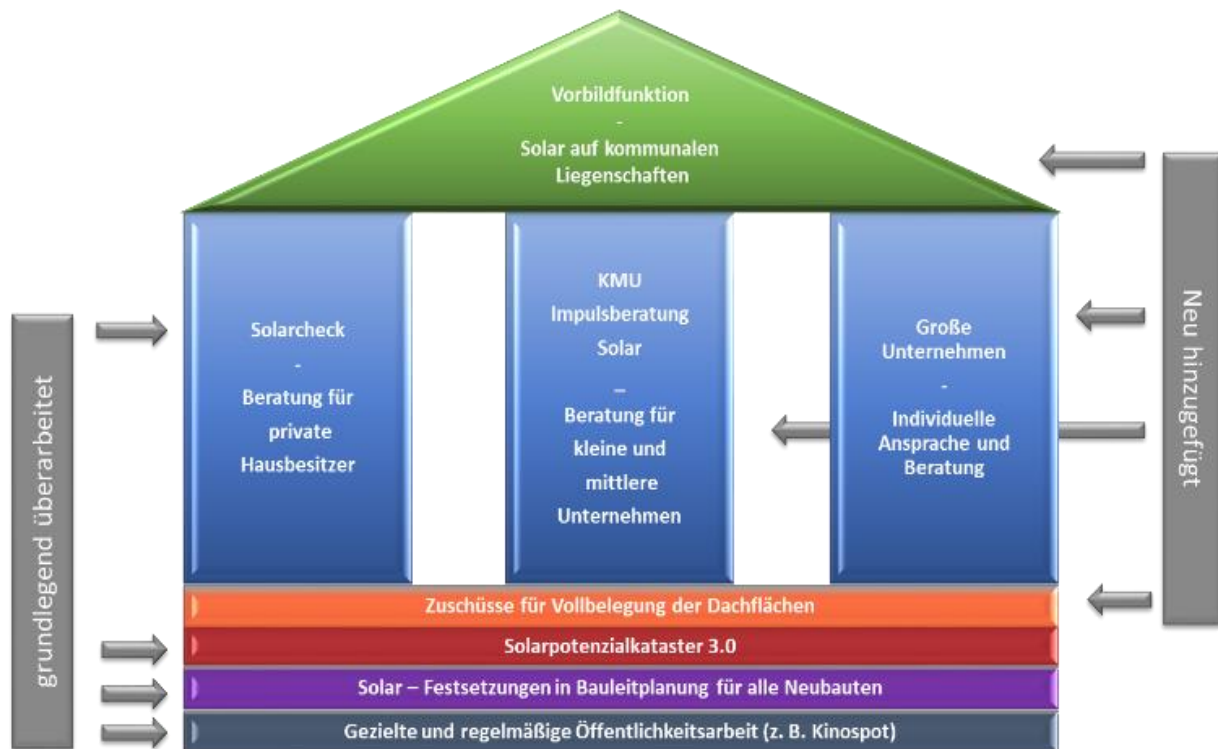 Vorbildfunktion
-
Solar auf kommunalen
Liegenschaften
grundlegend überarbeitet
Solarcheck
-
Beratung für
private
Hausbesitzer
KMU
Impulsberatung
Solar
–
Beratung für
kleine und
mittlere
Unternehmen
Große
Unternehmen
-
Individuelle
Ansprache und
Beratung
Neu hinzugefügt
Zuschüsse für Vollbelegung der Dachflächen
Solarpotenzialkataster 3.0
Solar – Festsetzungen in Bauleitplanung für alle Neubauten
Gezielte und regelmäßige Öffentlichkeitsarbeit (z. B. Kinospot)